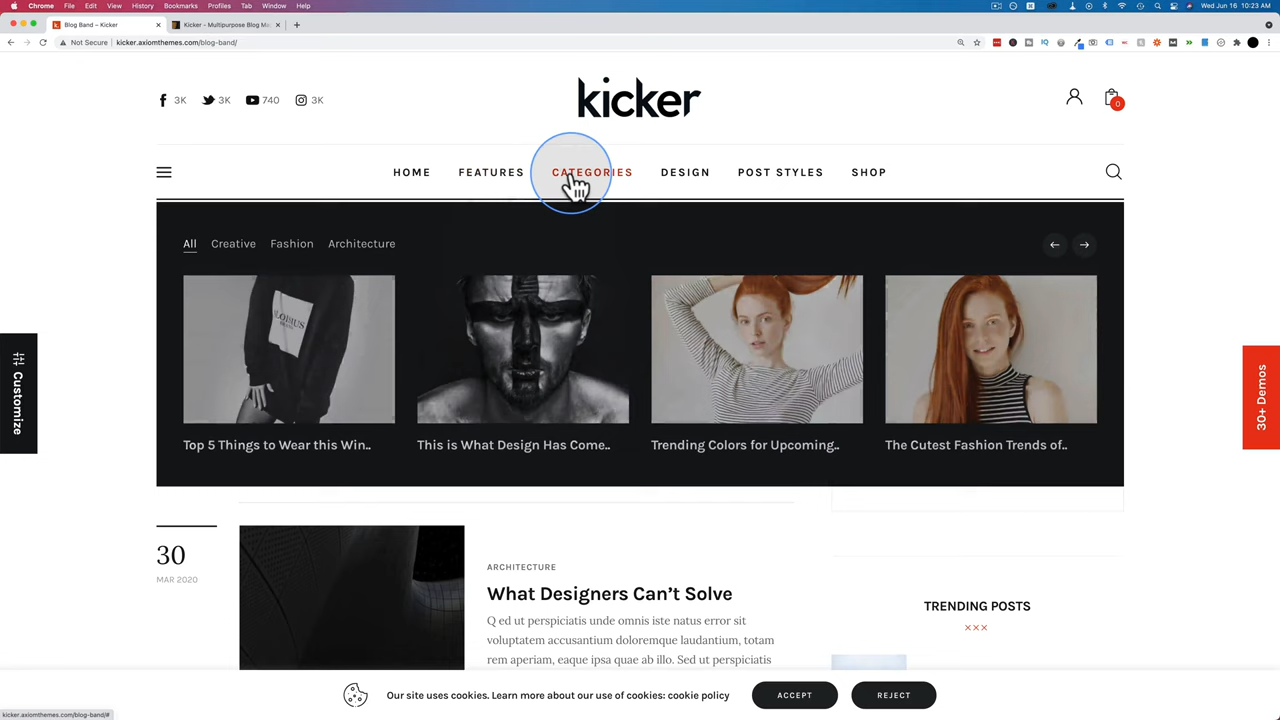 Chrome File Edit View History Bookmarks Profiles Tab Window Help Wed Jun 16 10:23 AM
Blog Band – Kicker Kicker - Multipurpose Blog Ma
Not Secure kicker.axiomthemes.com/blog-band/
3K 3K 740 3K
kicker
0
HOME FEATURES CATEGORIES DESIGN POST STYLES SHOP
All Creative Fashion Architecture
Top 5 Things to Wear this Win.. This is What Design Has Come.. Trending Colors for Upcoming.. The Cutest Fashion Trends of..
Customize
30+ Demos
30
MAR 2020
ARCHITECTURE
What Designers Can't Solve
Q ed ut perspiciatis unde omnis iste natus error sit
voluptatem accusantium doloremque laudantium, totam
rem aperiam, eaque ipsa quae ab illo. Sed ut perspiciatis
TRENDING POSTS
×××
Our site uses cookies. Learn more about our use of cookies: cookie policy ACCEPT REJECT
kicker.axiomthemes.com/blog-band/#